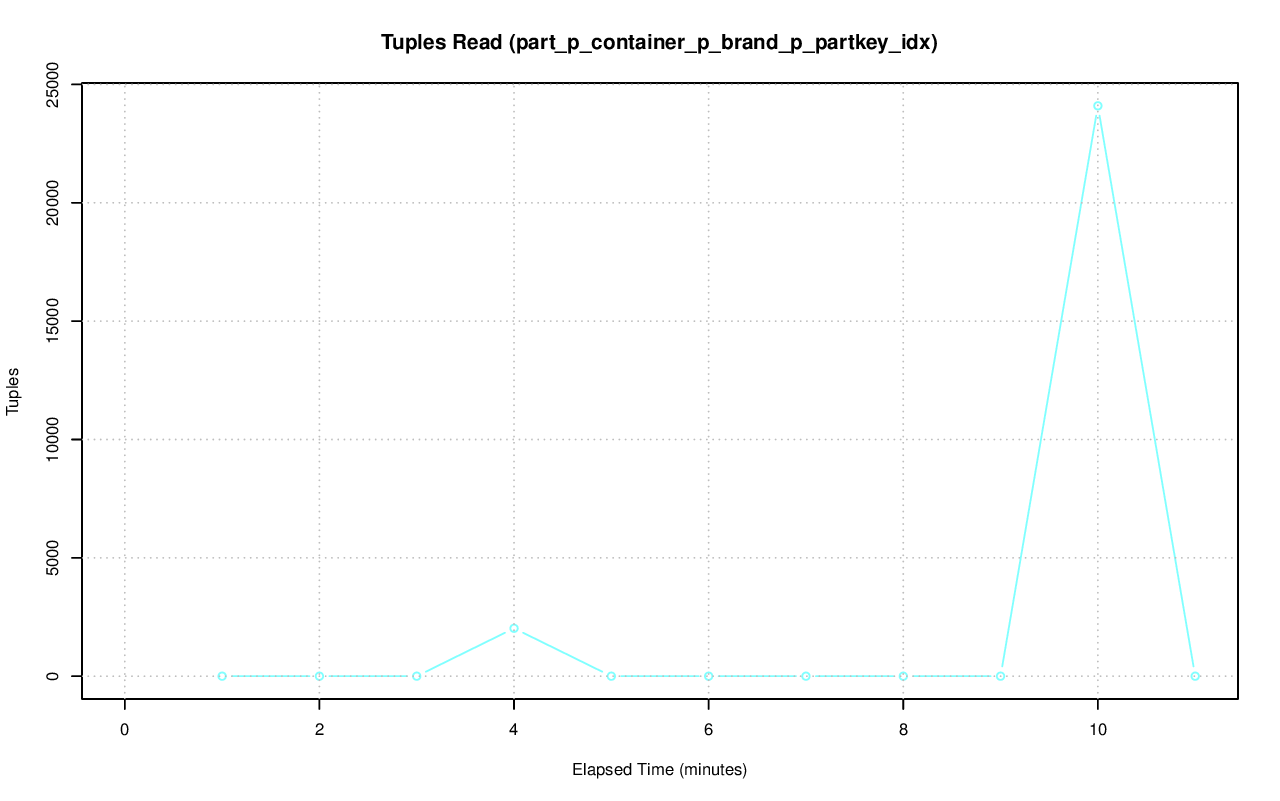 Tuples Read (part_p_container_p_brand_p_partkey_idx)
25000
20000
15000
10000
5000
0
Tuples
0 2 4 6 8 10
Elapsed Time (minutes)